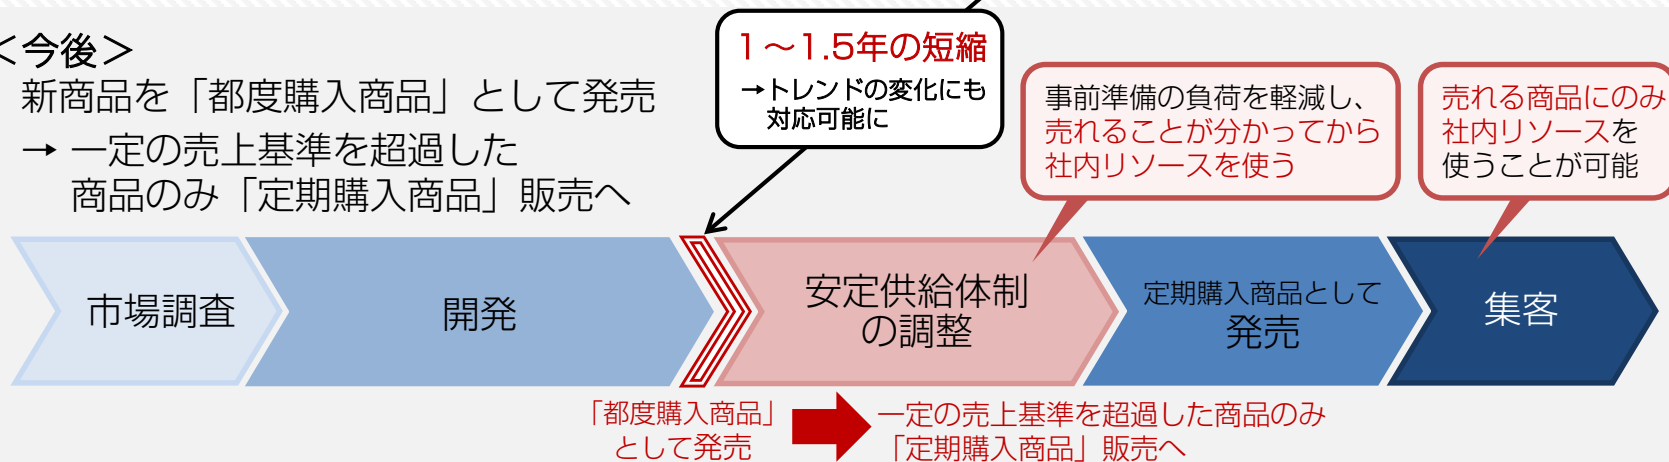 ＜今後＞
新商品を「都度購入商品」として発売
→ 一定の売上基準を超過した
商品のみ「定期購入商品」販売へ
1～1.5年の短縮
→トレンドの変化にも
対応可能に
事前準備の負荷を軽減し、
売れることが分かってから
社内リソースを使う
売れる商品にのみ
社内リソースを
使うことが可能
市場調査
開発
安定供給体制
の調整
定期購入商品として
発売
集客
「都度購入商品」
として発売
一定の売上基準を超過した商品のみ
「定期購入商品」販売へ